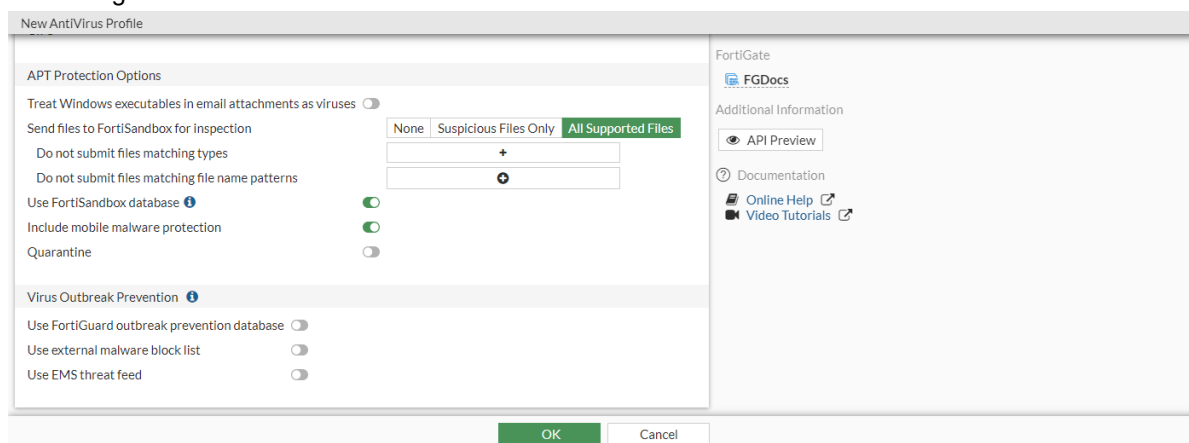 New AntiVirus Profile
APT Protection Options
Treat Windows executables in email attachments as viruses
Send files to FortiSandbox for inspection None Suspicious Files Only All Supported Files
Do not submit files matching types +
Do not submit files matching file name patterns
Use FortiSandbox database
Include mobile malware protection
Quarantine
Virus Outbreak Prevention
Use FortiGuard outbreak prevention database
Use external malware block list
Use EMS threat feed
FortiGate
FGDocs
Additional Information
API Preview
Documentation
Online Help
Video Tutorials
OK Cancel